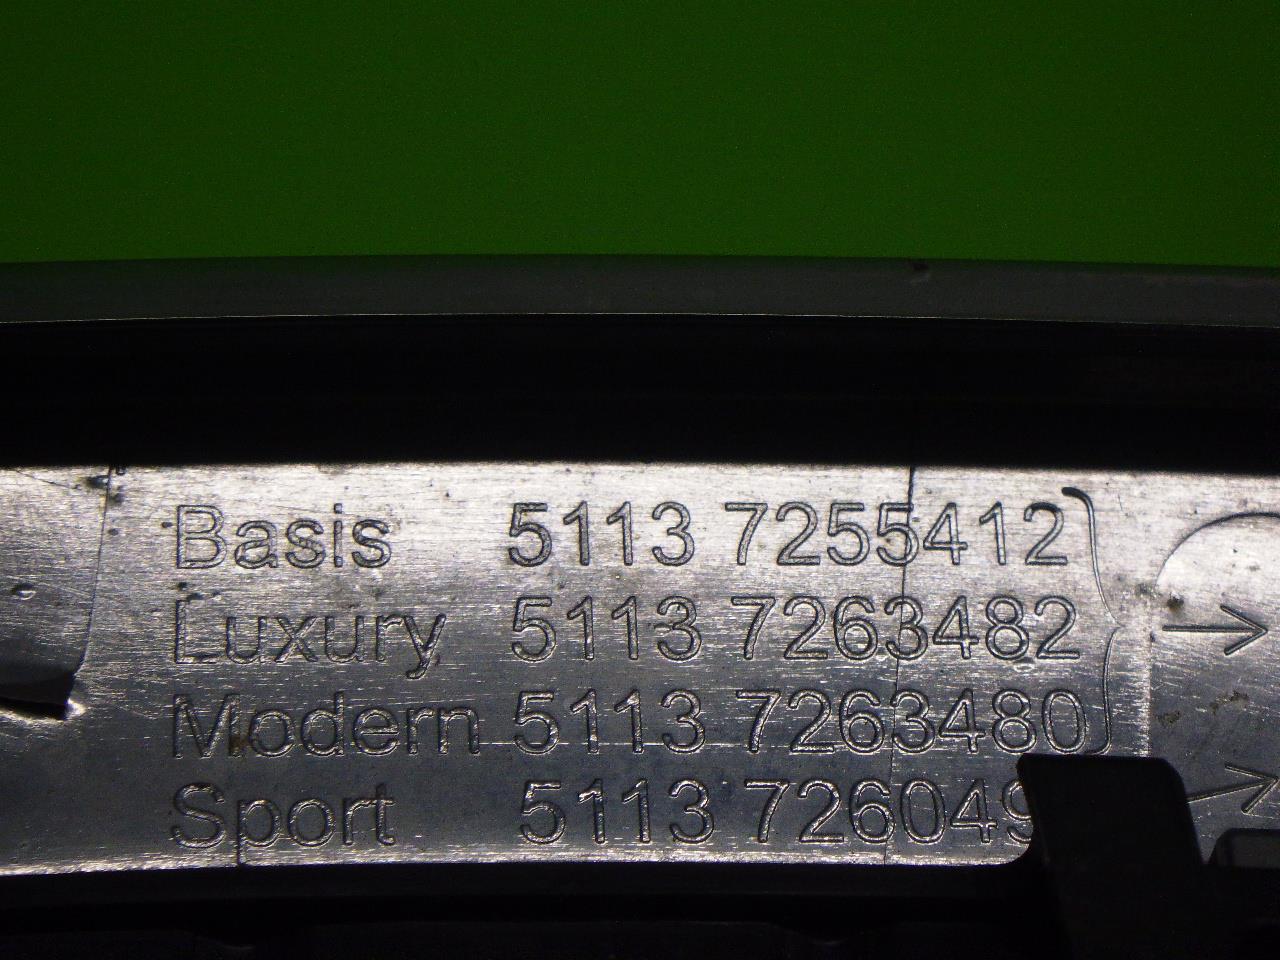 Basis 5113 7255412
Luxury 5113 7263482
Modern 5113 7263480
Sport 5113 726049